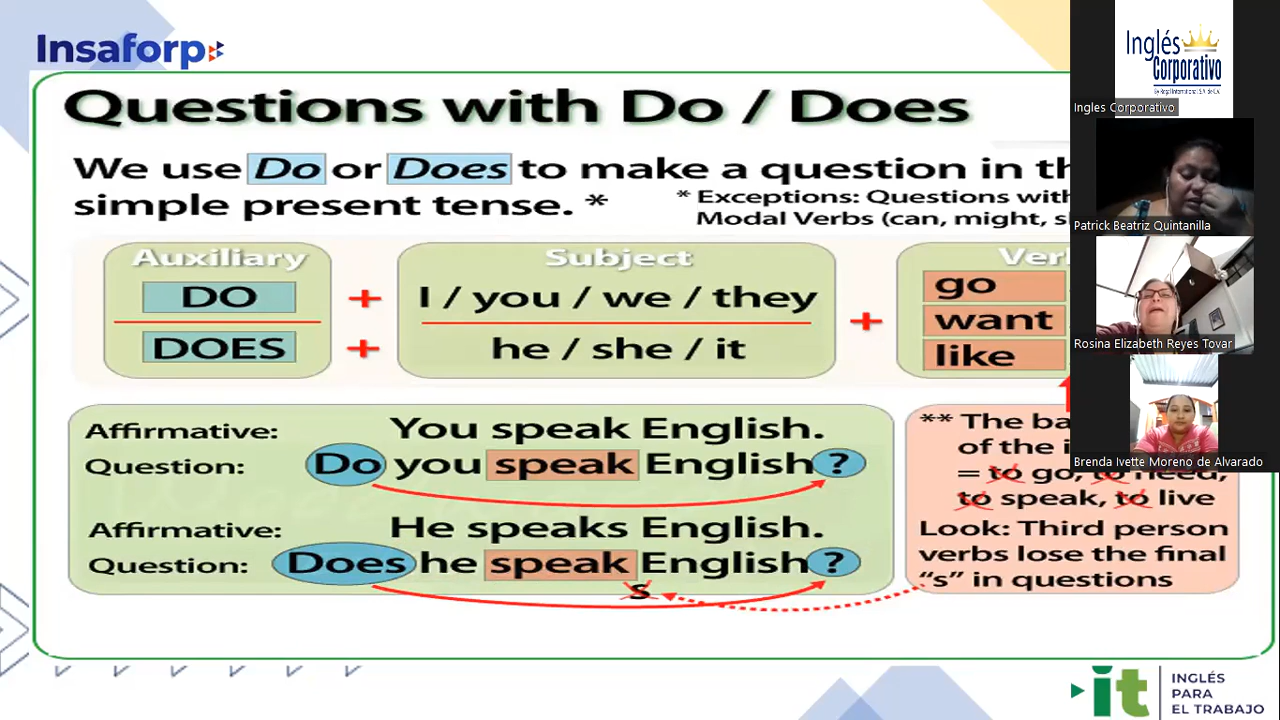 Insaforp
Questions with Do / Does
We use Do or Does to make a question in th
simple present tense. *
* Exceptions: Questions with
Modal Verbs (can, might, s
Auxiliary
DO
DOES
+
+
Subject
I / you / we / they
he / she / it
+
Ver
go
want
like
Affirmative: You speak English.
Question: Do you speak English ?
Affirmative: He speaks English.
Question: Does he speak English ?
s
** The ba
of the i
= to go, to need,
to speak, to live
Look: Third person
verbs lose the final
“s” in questions
Inglés
Corporativo
Ingles Corporativo
Patrick Beatriz Quintanilla
Rosina Elizabeth Reyes Tovar
Brenda Ivette Moreno de Alvarado
it
INGLÉS
PARA
EL TRABAJO